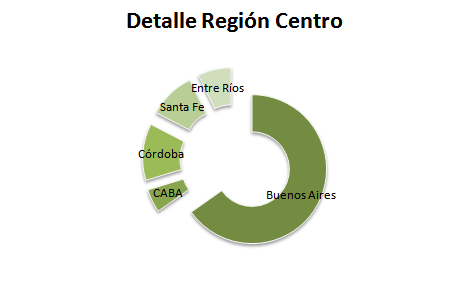 Detalle Región Centro
Entre Ríos
Santa Fe
Córdoba
CABA
Buenos Aires